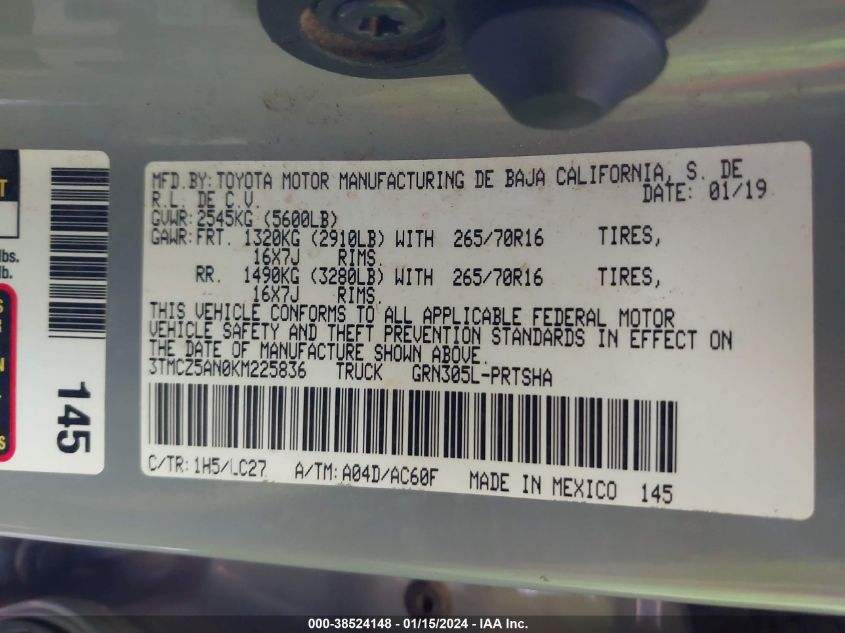 MFD.BY:TOYOTA MOTOR MANUFACTURING DE BAJA CALIFORNIA, S. DE
R.L. DE C.V. DATE: 01/19
GVWR:2545KG (5600LB)
GAWR:FRT. 1320KG (2910LB) WITH 265/70R16 TIRES,
16X7J RIMS.
RR. 1490KG (3280LB) WITH 265/70R16 TIRES,
16X7J RIMS.
THIS VEHICLE CONFORMS TO ALL APPLICABLE FEDERAL MOTOR
VEHICLE SAFETY AND THEFT PREVENTION STANDARDS IN EFFECT ON
THE DATE OF MANUFACTURE SHOWN ABOVE.
3TMCZ5AN0KM225836 TRUCK GRN305L-PRTSHA
C/TR:1H5/LC27 A/TM:A04D/AC60F MADE IN MEXICO 145
lbs.
lb.
145
000-38524148 - 01/15/2024 - IAA Inc.